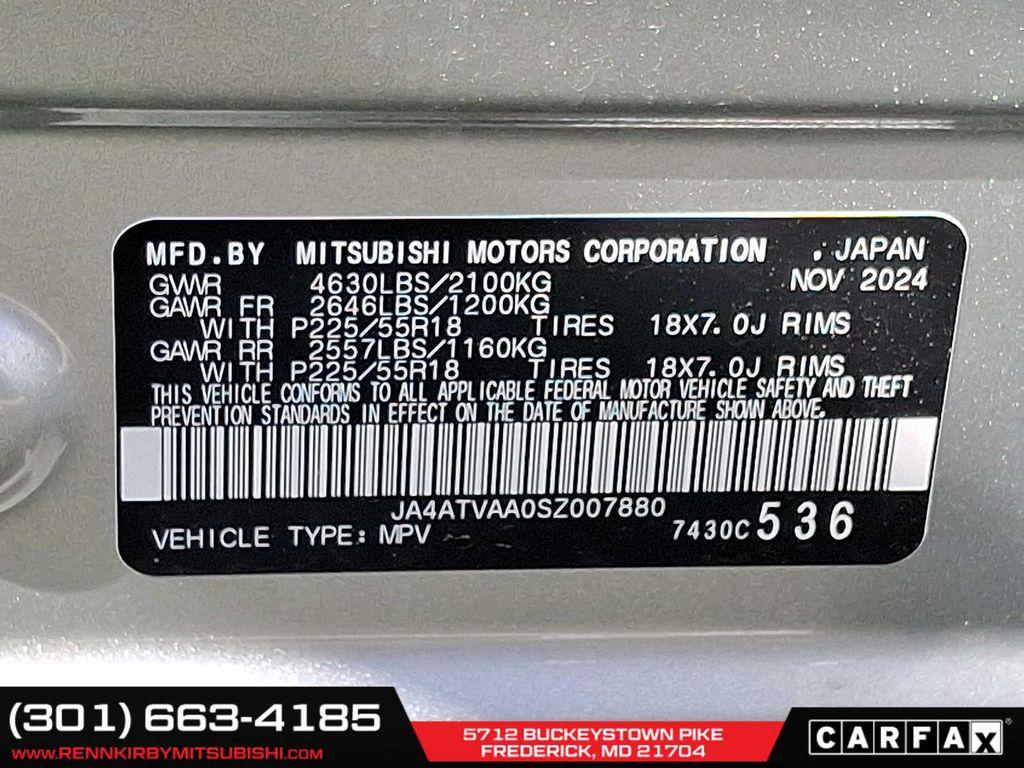 MFD.BY MITSUBISHI MOTORS CORPORATION , JAPAN
GVWR 4630LBS/2100KG NOV 2024
GAWR FR 2646LBS/1200KG
WITH P225/55R18 TIRES 18X7.0J RIMS
GAWR RR 2557LBS/1160KG
WITH P225/55R18 TIRES 18X7.0J RIMS
THIS VEHICLE CONFORMS TO ALL APPLICABLE FEDERAL MOTOR VEHICLE SAFETY AND THEFT
PREVENTION STANDARDS IN EFFECT ON THE DATE OF MANUFACTURE SHOWN ABOVE.
JA4ATVAA0SZ007880
VEHICLE TYPE: MPV 7430C 536
(301) 663-4185
WWW.RENNKIRBYMITSUBISHI.COM
5712 BUCKEYSTOWN PIKE
FREDERICK, MD 21704
CARFAX